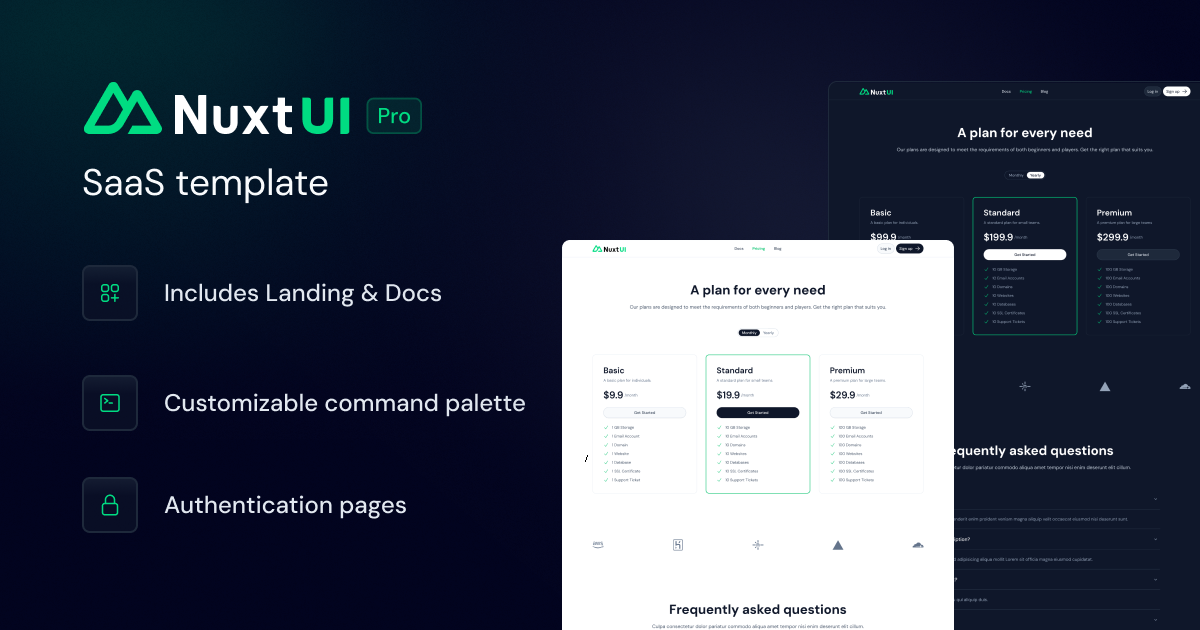 Nuxt UI Pro
SaaS template
Includes Landing & Docs
Customizable command palette
Authentication pages
Nuxt UI
Docs Pricing Blog
Log in Sign up →
A plan for every need
Our plans are designed to meet the requirements of both beginners and players. Get the right plan that suits you.
Monthly Yearly
Basic
A basic plan for individuals.
$99.9 /month
Standard
A standard plan for small teams.
$199.9 /month
Get Started
10 GB Storage
10 Email Accounts
10 Domains
10 Websites
10 Databases
10 SSL Certificates
10 Support Tickets
Premium
A premium plan for large teams.
$299.9 /month
Get Started
100 GB Storage
100 Email Accounts
100 Domains
100 Websites
100 Databases
100 SSL Certificates
100 Support Tickets
equently asked questions
tetur dolor pariatur commodo aliqua amet tempor nisi enim deserunt elit cillum.
Nuxt UI
Docs Pricing Blog
Log in Sign up →
A plan for every need
Our plans are designed to meet the requirements of both beginners and players. Get the right plan that suits you.
Monthly Yearly
Basic
A basic plan for individuals.
$9.9 /month
Get Started
1 GB Storage
1 Email Account
1 Domain
1 Website
1 Database
1 SSL Certificate
1 Support Ticket
Standard
A standard plan for small teams.
$19.9 /month
Get Started
10 GB Storage
10 Email Accounts
10 Domains
10 Websites
10 Databases
10 SSL Certificates
10 Support Tickets
Premium
A premium plan for large teams.
$29.9 /month
Get Started
100 GB Storage
100 Email Accounts
100 Domains
100 Websites
100 Databases
100 SSL Certificates
100 Support Tickets
/
aws
Frequently asked questions
Culpa consectetur dolor pariatur commodo aliqua amet tempor nisi enim deserunt elit cillum.